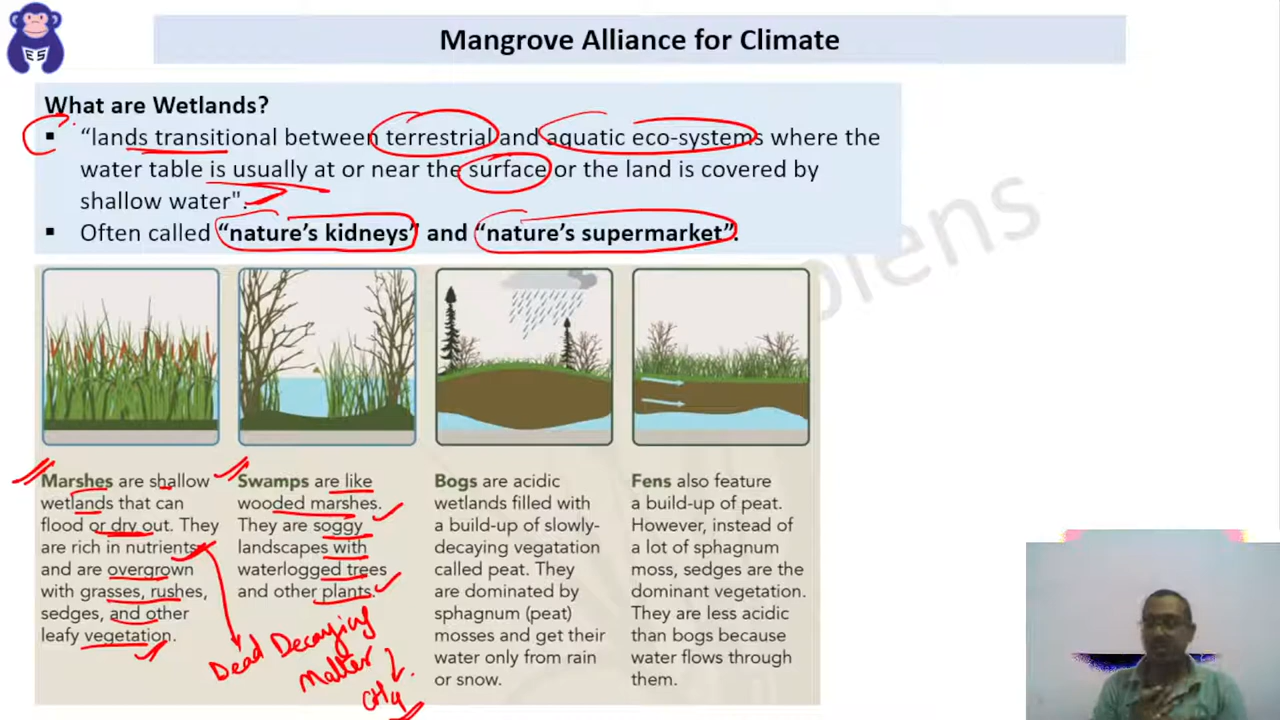 Mangrove Alliance for Climate
What are Wetlands?
▪ “lands transitional between terrestrial and aquatic eco-systems where the
water table is usually at or near the surface or the land is covered by
shallow water".
▪ Often called “nature’s kidneys” and “nature’s supermarket”.
Marshes are shallow
wetlands that can
flood or dry out. They
are rich in nutrients
and are overgrown
with grasses, rushes,
sedges, and other
leafy vegetation.
Swamps are like
wooded marshes.
They are soggy
landscapes with
waterlogged trees
and other plants.
Dead Decaying
Matter
CH4
Bogs are acidic
wetlands filled with
a build-up of slowly-
decaying vegatation
called peat. They
are dominated by
sphagnum (peat)
mosses and get their
water only from rain
or snow.
Fens also feature
a build-up of peat.
However, instead of
a lot of sphagnum
moss, sedges are the
dominant vegetation.
They are less acidic
than bogs because
water flows through
them.